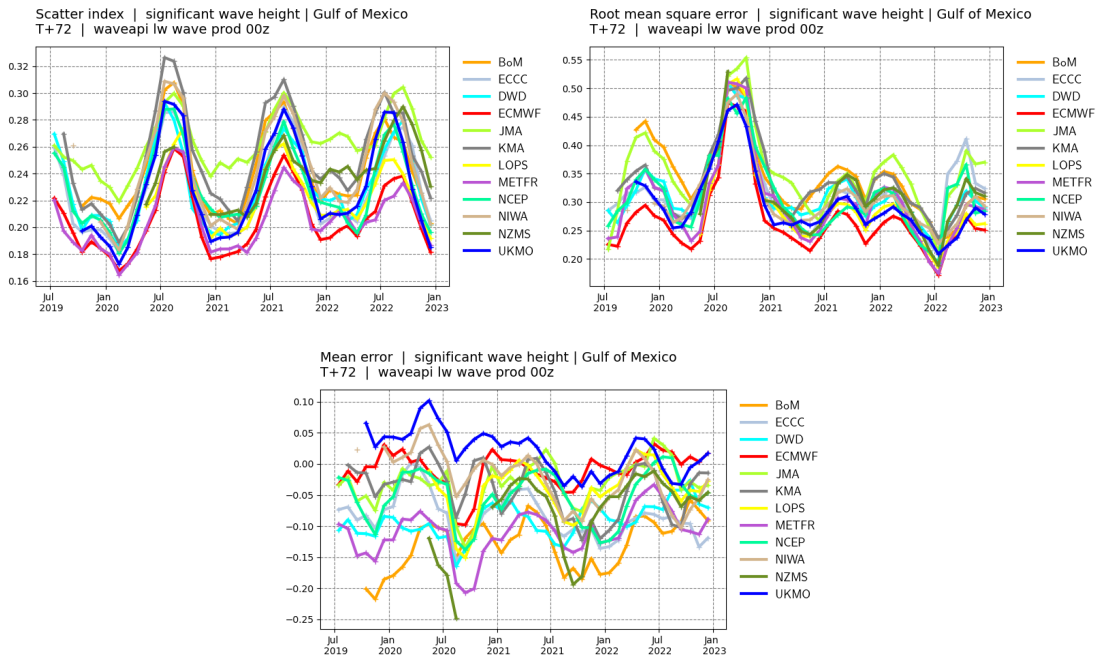 Scatter index | significant wave height | Gulf of Mexico
T+72 | waveapi lw wave prod 00z
0.32
0.30
0.28
0.26
0.24
0.22
0.20
0.18
0.16
Jul 2019
Jan 2020
Jul 2020
Jan 2021
Jul 2021
Jan 2022
Jul 2022
Jan 2023
BoM
ECCC
DWD
ECMWF
JMA
KMA
LOPS
METFR
NCEP
NIWA
NZMS
UKMO
Root mean square error | significant wave height | Gulf of Mexico
T+72 | waveapi lw wave prod 00z
0.55
0.50
0.45
0.40
0.35
0.30
0.25
0.20
Jul 2019
Jan 2020
Jul 2020
Jan 2021
Jul 2021
Jan 2022
Jul 2022
Jan 2023
BoM
ECCC
DWD
ECMWF
JMA
KMA
LOPS
METFR
NCEP
NIWA
NZMS
UKMO
Mean error | significant wave height | Gulf of Mexico
T+72 | waveapi lw wave prod 00z
0.10
0.05
0.00
−0.05
−0.10
−0.15
−0.20
−0.25
Jul 2019
Jan 2020
Jul 2020
Jan 2021
Jul 2021
Jan 2022
Jul 2022
Jan 2023
BoM
ECCC
DWD
ECMWF
JMA
KMA
LOPS
METFR
NCEP
NIWA
NZMS
UKMO